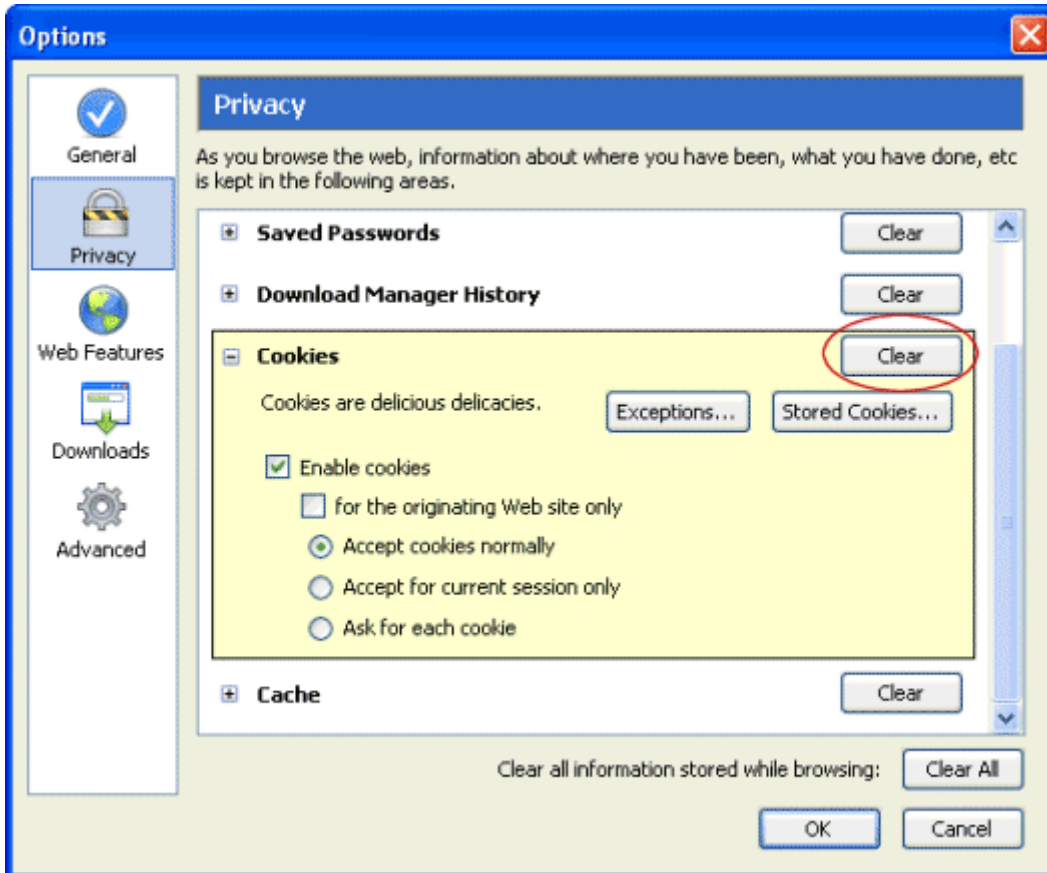 Options
General
Privacy
Web Features
Downloads
Advanced
Privacy
As you browse the web, information about where you have been, what you have done, etc
is kept in the following areas.
Saved Passwords Clear
Download Manager History Clear
Cookies Clear
Cookies are delicious delicacies. Exceptions... Stored Cookies...
Enable cookies
for the originating Web site only
Accept cookies normally
Accept for current session only
Ask for each cookie
Cache Clear
Clear all information stored while browsing: Clear All
OK Cancel